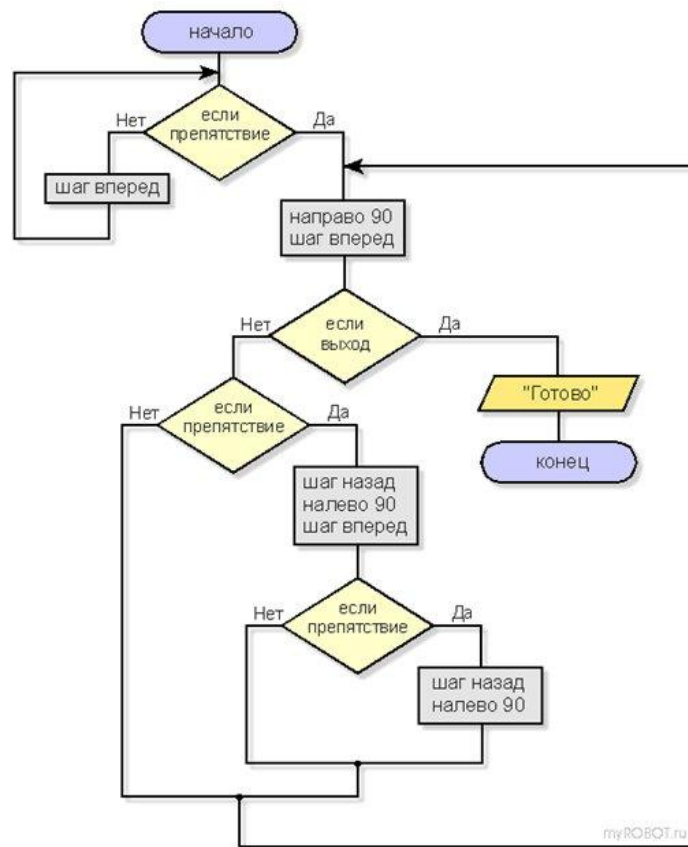 начало
если
препятствие
Нет
Да
шаг вперед
направо 90
шаг вперед
если
выход
Нет
Да
"Готово"
конец
если
препятствие
Нет
Да
шаг назад
налево 90
шаг вперед
если
препятствие
Нет
Да
шаг назад
налево 90
myROBOT.ru